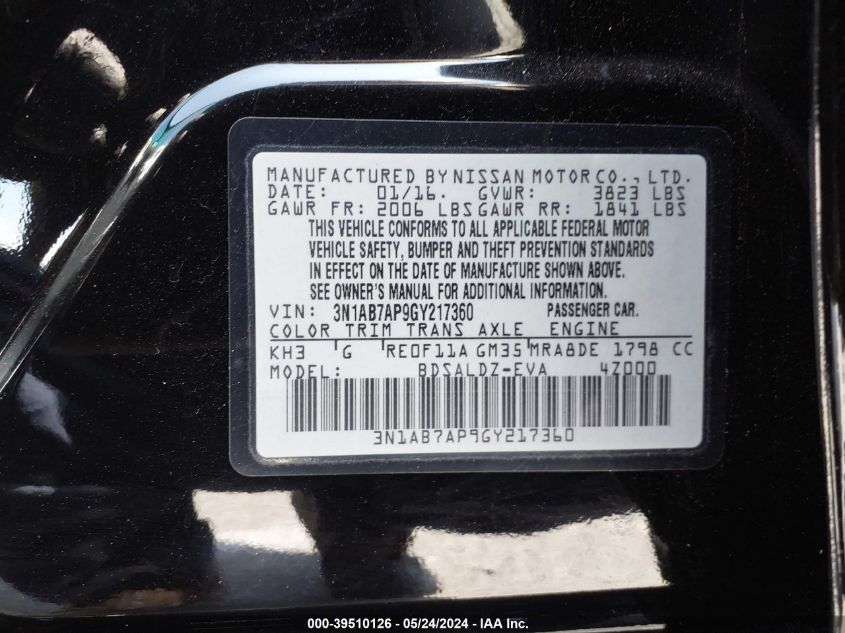 MANUFACTURED BY NISSAN MOTOR CO., LTD.
DATE: 01/16. GVWR: 3823 LBS
GAWR FR: 2006 LBS GAWR RR: 1841 LBS
THIS VEHICLE CONFORMS TO ALL APPLICABLE FEDERAL MOTOR
VEHICLE SAFETY, BUMPER AND THEFT PREVENTION STANDARDS
IN EFFECT ON THE DATE OF MANUFACTURE SHOWN ABOVE.
SEE OWNER'S MANUAL FOR ADDITIONAL INFORMATION.
VIN: 3N1AB7AP9GY217360 PASSENGER CAR.
COLOR TRIM TRANS AXLE ENGINE
KH3 G RE0F11A GM35 MRA8DE 1798 CC
MODEL: BDSALDZ-EVA 4Z000
3N1AB7AP9GY217360
000-39510126 - 05/24/2024 - IAA Inc.